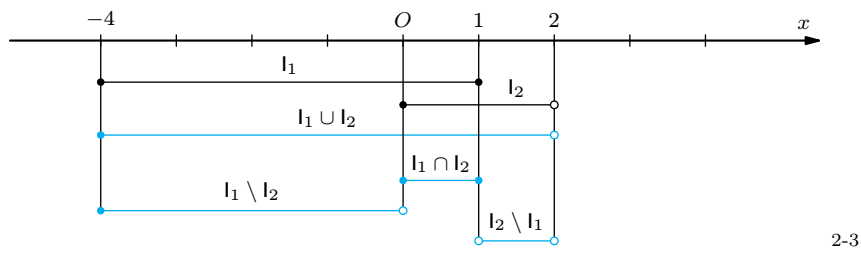 −4 O 1 2 x
I₁
I₂
I₁ ∪ I₂
I₁ ∩ I₂
I₁ \ I₂
I₂ \ I₁
2-3